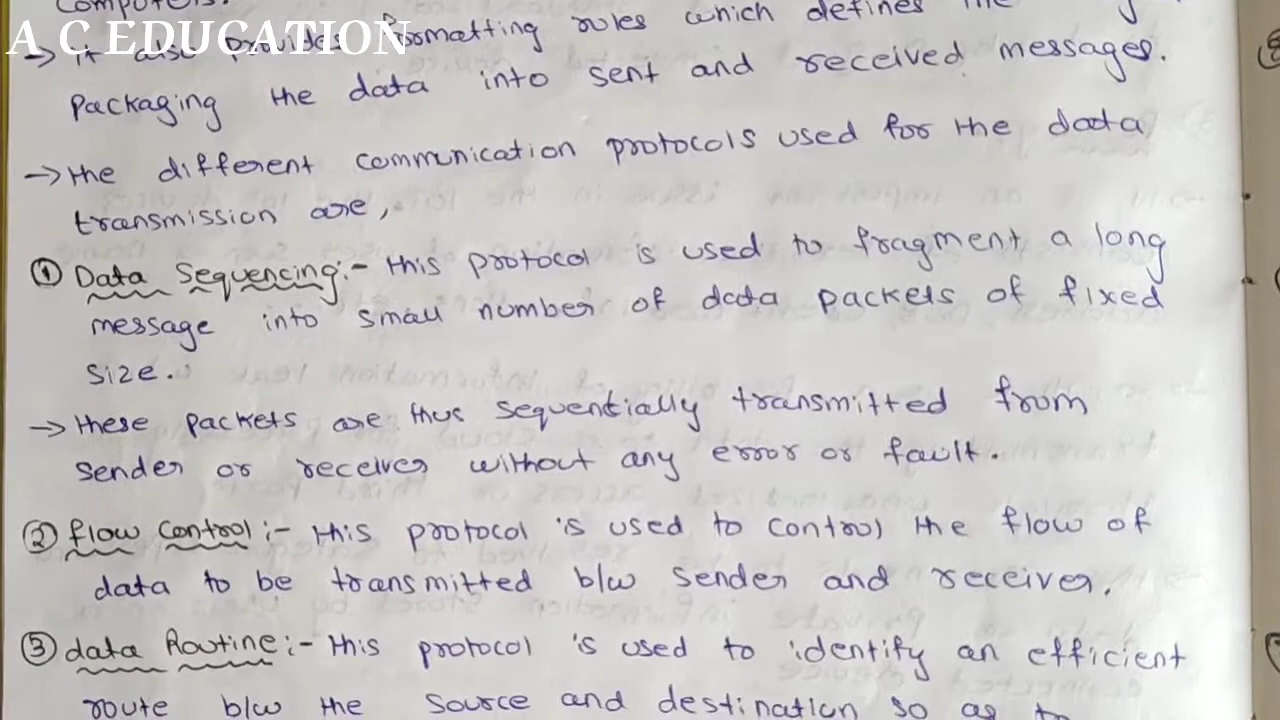 computers.
A C EDUCATION
→ it also provides formatting rules which defines the
packaging the data into sent and received messages.
→ the different communication protocols used for the data
transmission are,
① Data Sequencing:- this protocol is used to fragment a long
message into small number of data packets of fixed
size.
→ these packets are thus sequentially transmitted from
sender or receiver without any error or fault.
② flow control:- this protocol is used to control the flow of
data to be transmitted b/w sender and receiver.
③ data Routine:- this protocol is used to identify an efficient
route b/w the source and destination so as to